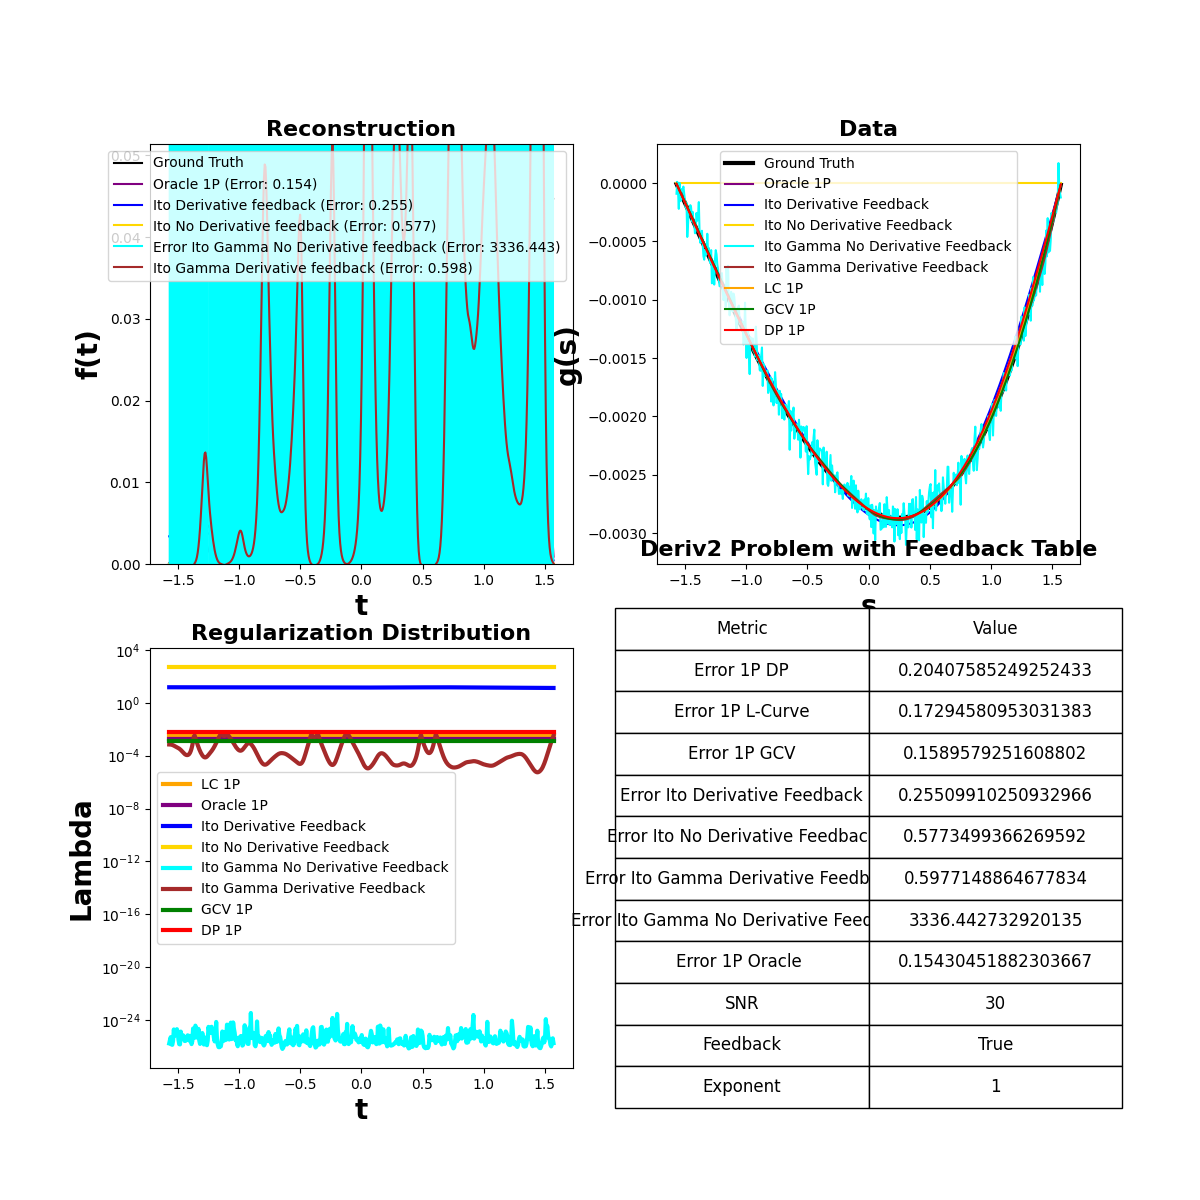 Reconstruction
0.05
0.04
0.03
0.02
0.01
0.00
Ground Truth
Oracle 1P (Error: 0.154)
Ito Derivative feedback (Error: 0.255)
Ito No Derivative feedback (Error: 0.577)
Error Ito Gamma No Derivative feedback (Error: 3336.443)
Ito Gamma Derivative feedback (Error: 0.598)
f(t)
−1.5 −1.0 −0.5 0.0 0.5 1.0 1.5
t
Data
0.0000
−0.0005
−0.0010
−0.0015
−0.0020
−0.0025
−0.0030
Ground Truth
Oracle 1P
Ito Derivative Feedback
Ito No Derivative Feedback
Ito Gamma No Derivative Feedback
Ito Gamma Derivative Feedback
LC 1P
GCV 1P
DP 1P
g(s)
−1.5 −1.0 −0.5 0.0 0.5 1.0 1.5
s
Regularization Distribution
10^4
10^0
10^−4
10^−8
10^−12
10^−16
10^−20
10^−24
LC 1P
Oracle 1P
Ito Derivative Feedback
Ito No Derivative Feedback
Ito Gamma No Derivative Feedback
Ito Gamma Derivative Feedback
GCV 1P
DP 1P
Lambda
−1.5 −1.0 −0.5 0.0 0.5 1.0 1.5
t
Deriv2 Problem with Feedback Table
Metric Value
Error 1P DP 0.20407585249252433
Error 1P L-Curve 0.17294580953031383
Error 1P GCV 0.1589579251608802
Error Ito Derivative Feedback 0.25509910250932966
Error Ito No Derivative Feedbac 0.5773499366269592
Error Ito Gamma Derivative Feedb 0.5977148864677834
Error Ito Gamma No Derivative Feed 3336.442732920135
Error 1P Oracle 0.15430451882303667
SNR 30
Feedback True
Exponent 1